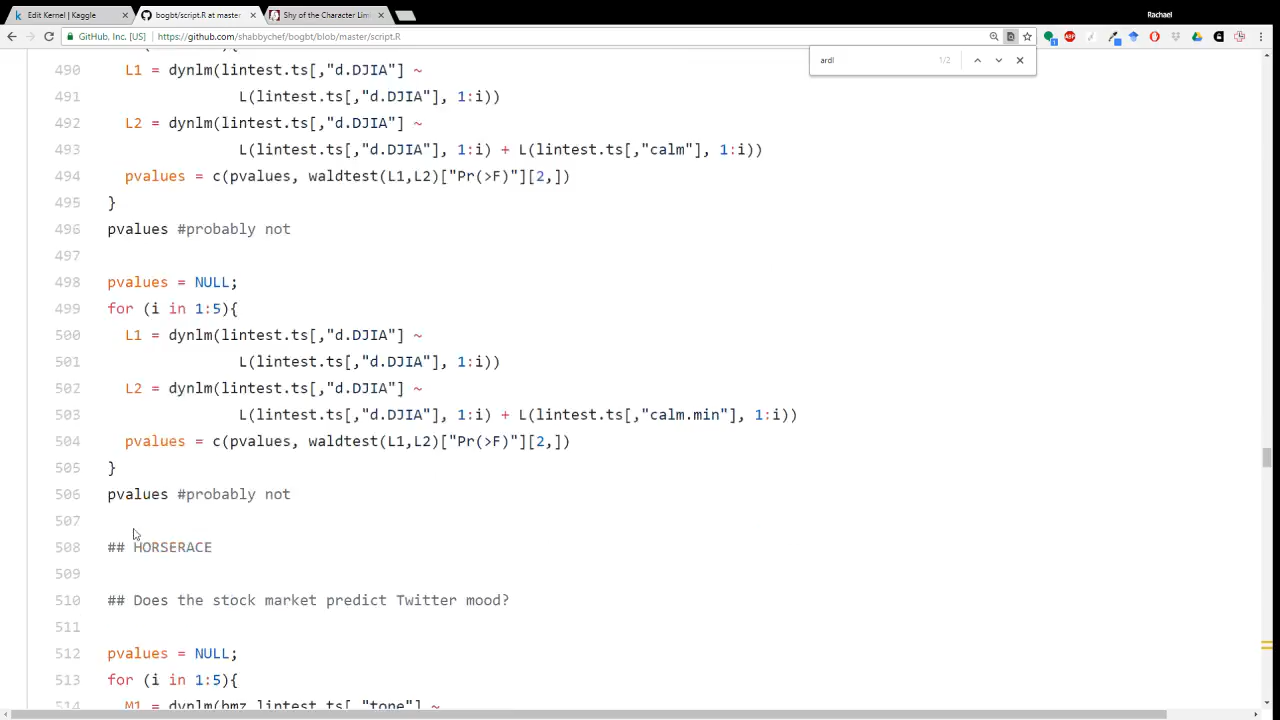 Edit Kernel | Kaggle
bogbt/script.R at master
Shy of the Character Lim
Rachael
GitHub, Inc. [US]
https://github.com/shabbychef/bogbt/blob/master/script.R
ardl
1/2
490 L1 = dynlm(lintest.ts[,"d.DJIA"] ~
491 L(lintest.ts[,"d.DJIA"], 1:i))
492 L2 = dynlm(lintest.ts[,"d.DJIA"] ~
493 L(lintest.ts[,"d.DJIA"], 1:i) + L(lintest.ts[,"calm"], 1:i))
494 pvalues = c(pvalues, waldtest(L1,L2)["Pr(>F)"][2,])
495 }
496 pvalues #probably not
497
498 pvalues = NULL;
499 for (i in 1:5){
500 L1 = dynlm(lintest.ts[,"d.DJIA"] ~
501 L(lintest.ts[,"d.DJIA"], 1:i))
502 L2 = dynlm(lintest.ts[,"d.DJIA"] ~
503 L(lintest.ts[,"d.DJIA"], 1:i) + L(lintest.ts[,"calm.min"], 1:i))
504 pvalues = c(pvalues, waldtest(L1,L2)["Pr(>F)"][2,])
505 }
506 pvalues #probably not
507
508 ## HORSERACE
509
510 ## Does the stock market predict Twitter mood?
511
512 pvalues = NULL;
513 for (i in 1:5){
514 M1 = dynlm(bmz.lintest.ts[,"tone"] ~